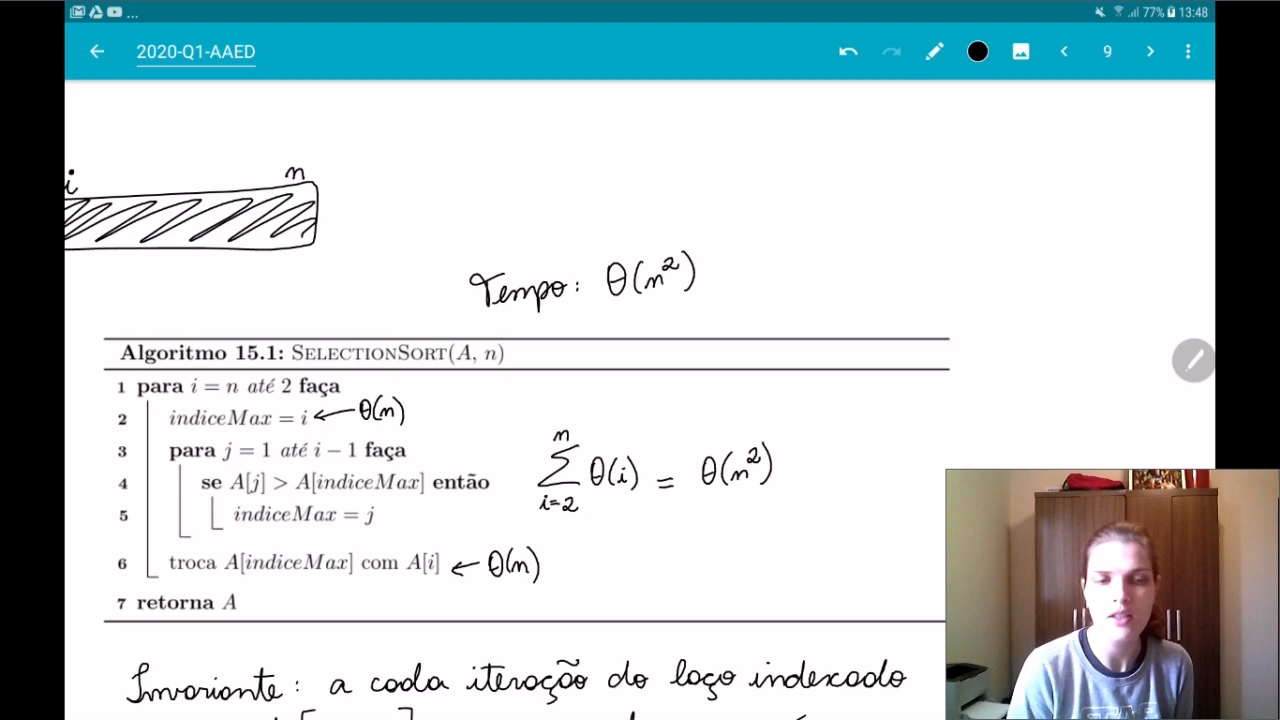 ... 77% 13:48
2020-Q1-AAED
9
i n
Tempo: Θ(n²)
Algoritmo 15.1: SELECTIONSORT(A, n)
1 para i = n até 2 faça
2 indiceMax = i ← Θ(n)
3 para j = 1 até i − 1 faça
4 se A[j] > A[indiceMax] então
5 indiceMax = j
n
∑ Θ(i) = Θ(n²)
i=2
6 troca A[indiceMax] com A[i] ← Θ(n)
7 retorna A
Invariante: a cada iteração do laço indexado